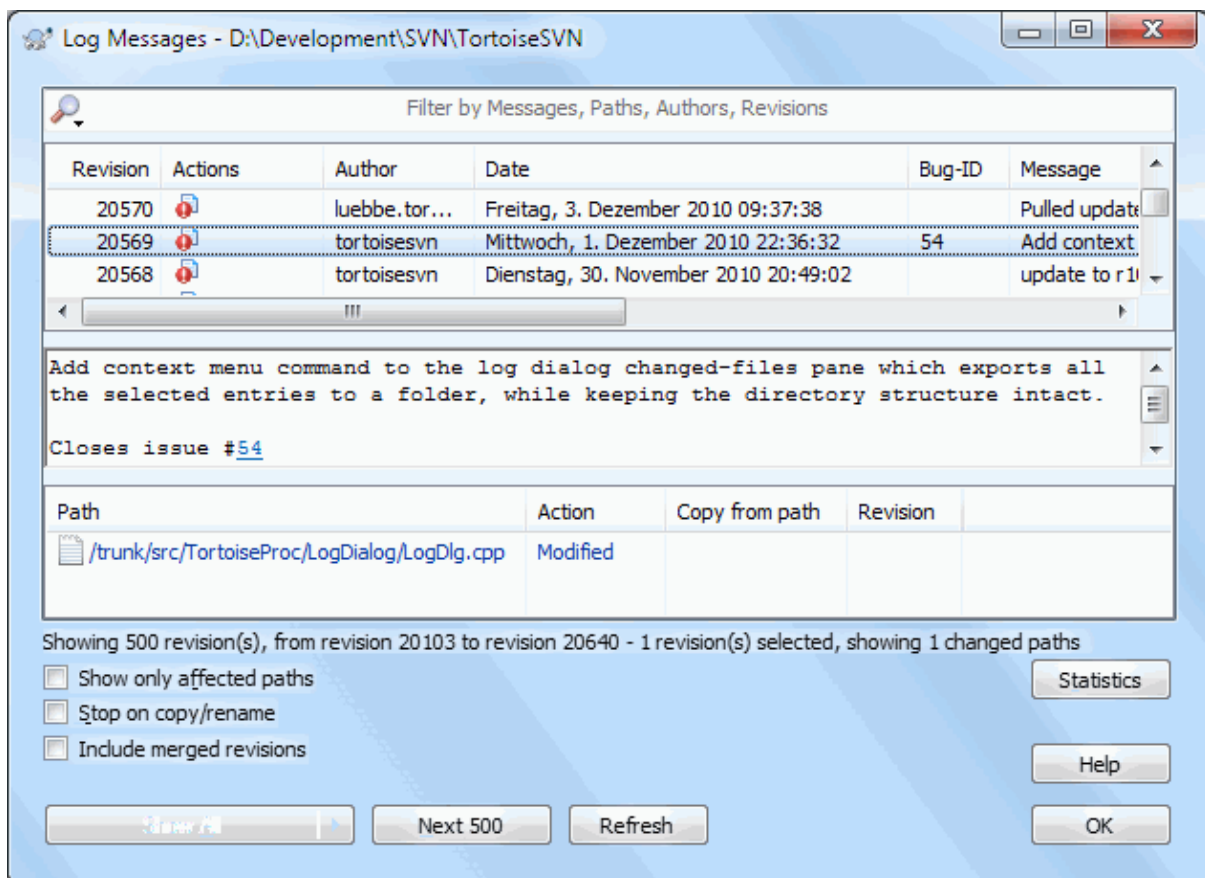 Log Messages - D:\Development\SVN\TortoiseSVN
Filter by Messages, Paths, Authors, Revisions
Revision Actions Author Date Bug-ID Message
20570 luebbe.tor... Freitag, 3. Dezember 2010 09:37:38 Pulled update
20569 tortoisesvn Mittwoch, 1. Dezember 2010 22:36:32 54 Add context
20568 tortoisesvn Dienstag, 30. November 2010 20:49:02 update to
Add context menu command to the log dialog changed-files pane which exports all
the selected entries to a folder, while keeping the directory structure intact.
Closes issue #54
Path Action Copy from path Revision
/trunk/src/TortoiseProc/LogDialog/LogDlg.cpp Modified
Showing 500 revision(s), from revision 20103 to revision 20640 - 1 revision(s) selected, showing 1 changed paths
Show only affected paths
Statistics
Stop on copy/rename
Include merged revisions
Help
Show All Next 500 Refresh OK